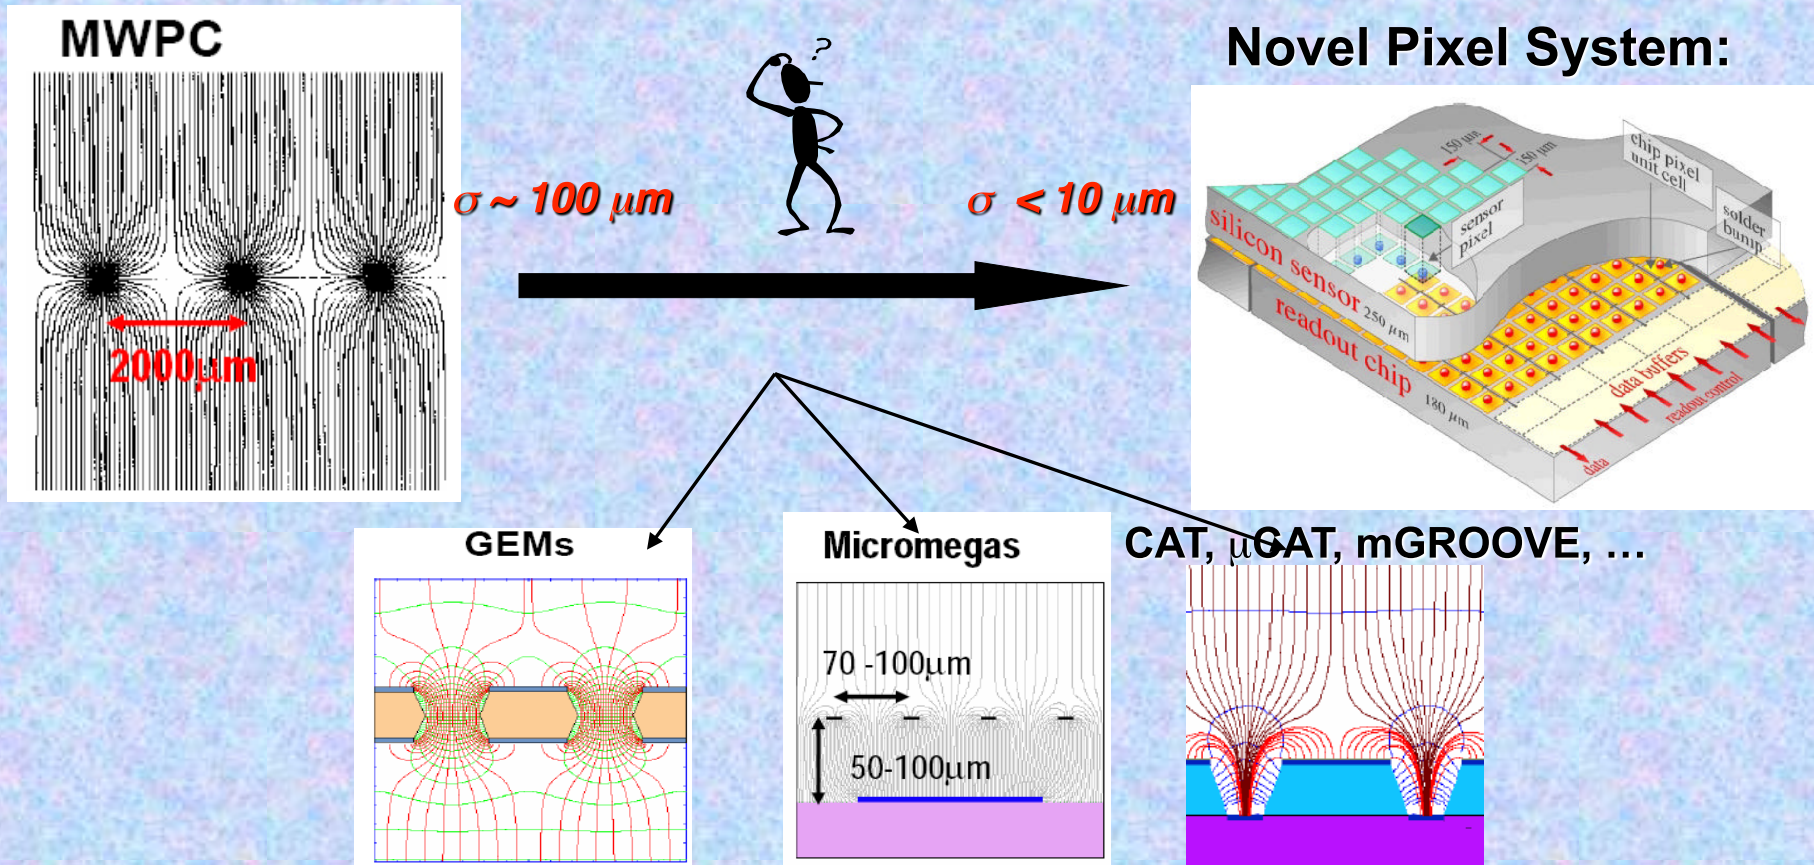 MWPC
2000μm
?
σ ~ 100 μm
σ < 10 μm
Novel Pixel System:
150 μm
150 μm
chip pixel
unit cell
solder
bump
sensor
pixel
silicon sensor
250 μm
readout chip
180 μm
data buffers
readout control
data
GEMs
Micromegas
70 -100μm
50-100μm
CAT, μCAT, mGROOVE, …